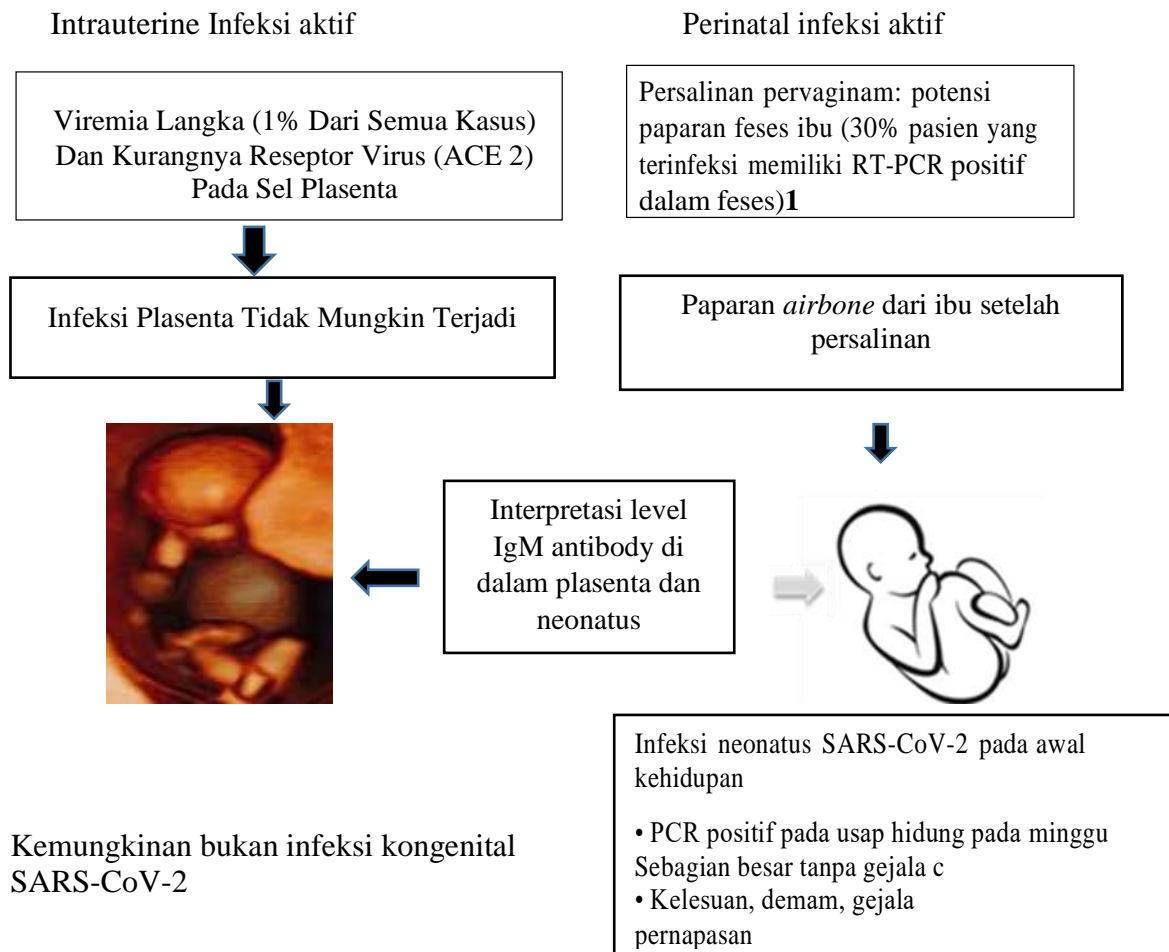 Intrauterine Infeksi aktif
Viremia Langka (1% Dari Semua Kasus)
Dan Kurangnya Reseptor Virus (ACE 2)
Pada Sel Plasenta
Infeksi Plasenta Tidak Mungkin Terjadi
Perinatal infeksi aktif
Persalinan pervaginam: potensi
paparan feses ibu (30% pasien yang
terinfeksi memiliki RT-PCR positif
dalam feses)1
Paparan airbone dari ibu setelah
persalinan
Interpretasi level
IgM antibody di
dalam plasenta dan
neonatus
Kemungkinan bukan infeksi kongenital
SARS-CoV-2
Infeksi neonatus SARS-CoV-2 pada awal
kehidupan
• PCR positif pada usap hidung pada minggu
Sebagian besar tanpa gejala c
• Kelesuan, demam, gejala
pernapasan